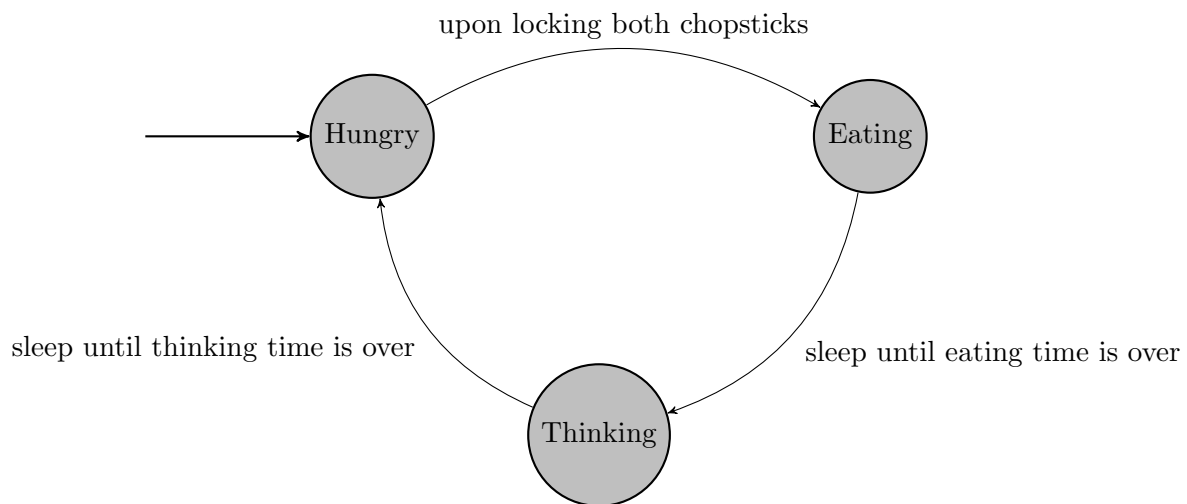 upon locking both chopsticks
Hungry
Eating
sleep until thinking time is over
sleep until eating time is over
Thinking